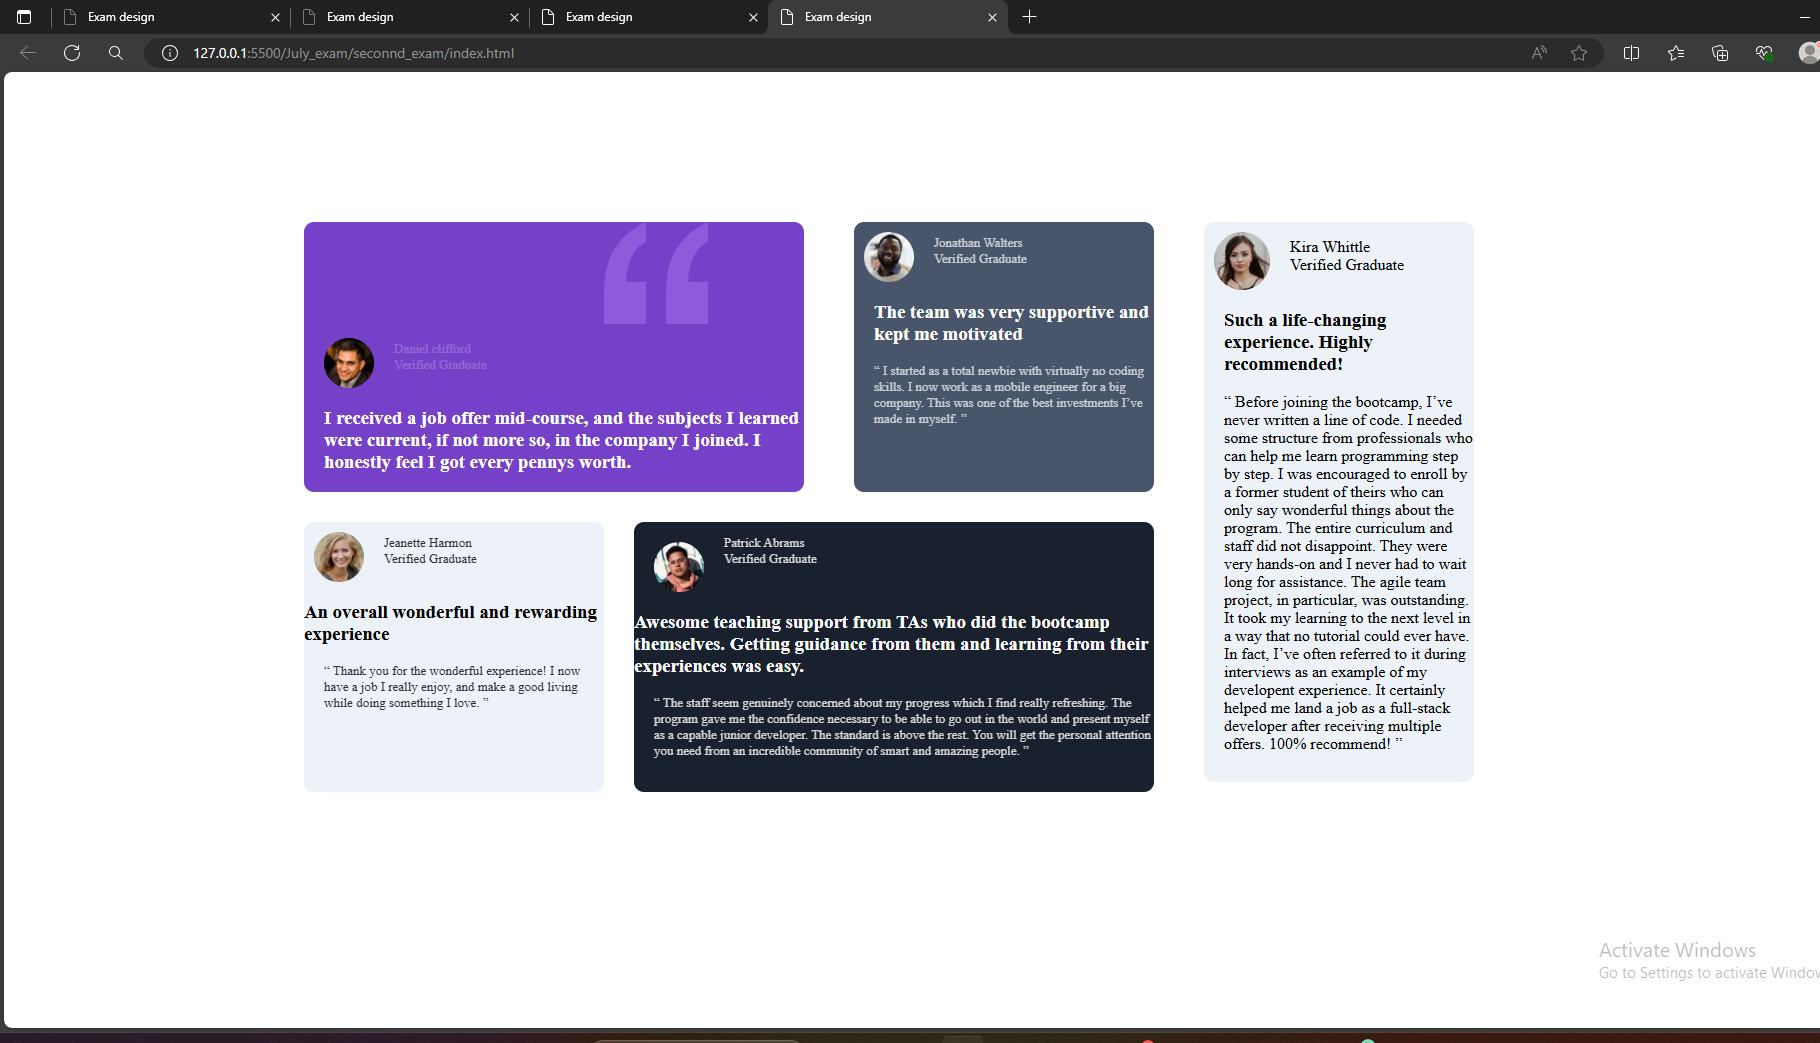 Exam design
Exam design
Exam design
Exam design
127.0.0.1:5500/July_exam/seconnd_exam/index.html
Daniel clifford
Verified Graduate
I received a job offer mid-course, and the subjects I learned
were current, if not more so, in the company I joined. I
honestly feel I got every pennys worth.
Jonathan Walters
Verified Graduate
The team was very supportive and
kept me motivated
“ I started as a total newbie with virtually no coding
skills. I now work as a mobile engineer for a big
company. This was one of the best investments I’ve
made in myself. ”
Kira Whittle
Verified Graduate
Such a life-changing
experience. Highly
recommended!
“ Before joining the bootcamp, I’ve
never written a line of code. I needed
some structure from professionals who
can help me learn programming step
by step. I was encouraged to enroll by
a former student of theirs who can
only say wonderful things about the
program. The entire curriculum and
staff did not disappoint. They were
very hands-on and I never had to wait
long for assistance. The agile team
project, in particular, was outstanding.
It took my learning to the next level in
a way that no tutorial could ever have.
In fact, I’ve often referred to it during
interviews as an example of my
developent experience. It certainly
helped me land a job as a full-stack
developer after receiving multiple
offers. 100% recommend! ”
Jeanette Harmon
Verified Graduate
An overall wonderful and rewarding
experience
“ Thank you for the wonderful experience! I now
have a job I really enjoy, and make a good living
while doing something I love. ”
Patrick Abrams
Verified Graduate
Awesome teaching support from TAs who did the bootcamp
themselves. Getting guidance from them and learning from their
experiences was easy.
“ The staff seem genuinely concerned about my progress which I find really refreshing. The
program gave me the confidence necessary to be able to go out in the world and present myself
as a capable junior developer. The standard is above the rest. You will get the personal attention
you need from an incredible community of smart and amazing people. ”
Activate Windows
Go to Settings to activate Window